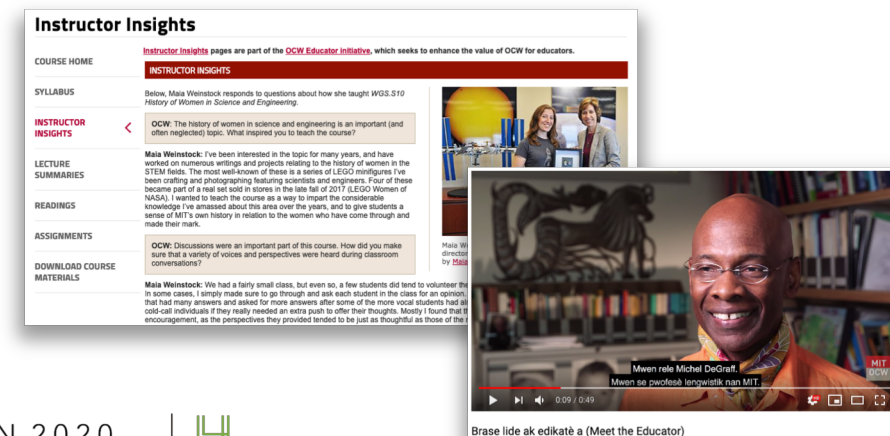 Instructor Insights
Instructor Insights pages are part of the OCW Educator initiative, which seeks to enhance the value of OCW for educators.
COURSE HOME
SYLLABUS
INSTRUCTOR
INSIGHTS
LECTURE
SUMMARIES
READINGS
ASSIGNMENTS
DOWNLOAD COURSE
MATERIALS
INSTRUCTOR INSIGHTS
Below, Maia Weinstock responds to questions about how she taught WGS.S10
History of Women in Science and Engineering.
OCW: The history of women in science and engineering is an important (and
often neglected) topic. What inspired you to teach the course?
Maia Weinstock: I've been interested in the topic for many years, and have
worked on numerous writings and projects relating to the history of women in the
STEM fields. The most well-known of these is a series of LEGO minifigures I've
been crafting and photographing featuring scientists and engineers. Four of these
became part of a real set sold in stores in the late fall of 2017 (LEGO Women of
NASA). I wanted to teach the course as a way to impart the considerable
knowledge I've amassed about this area over the years, and to give students a
sense of MIT's own history in relation to the women who have come through and
made their mark.
OCW: Discussions were an important part of this course. How did you make
sure that a variety of voices and perspectives were heard during classroom
conversations?
Maia Weinstock: We had a fairly small class, but even so, a few students did tend to volunteer the
In some cases, I simply made sure to go through and ask each student in the class for an opinion.
that had many answers and asked for more answers after some of the more vocal students had al
cold-call individuals if they really needed an extra push to offer their thoughts. Mostly I found that
encouragement, as the perspectives they provided tended to be just as thoughtful as those of the
Maia W
director
by Maia
Mwen rele Michel DeGraff.
Mwen se pwofesè lengwistik nan MIT.
MIT
OCW
0:09 / 0:49
Brase lide ak edikatè a (Meet the Educator)
N 2020